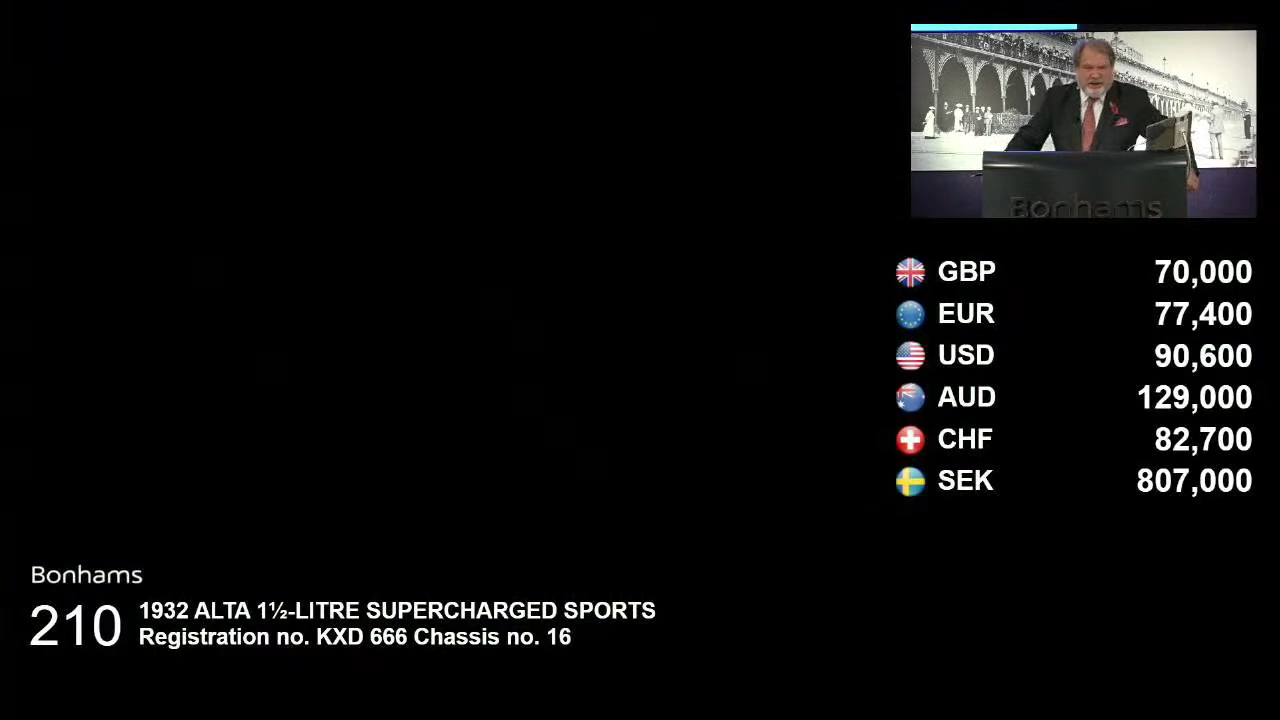 Bonhams
GBP 70,000
EUR 77,400
USD 90,600
AUD 129,000
CHF 82,700
SEK 807,000
Bonhams
210
1932 ALTA 1½-LITRE SUPERCHARGED SPORTS
Registration no. KXD 666 Chassis no. 16